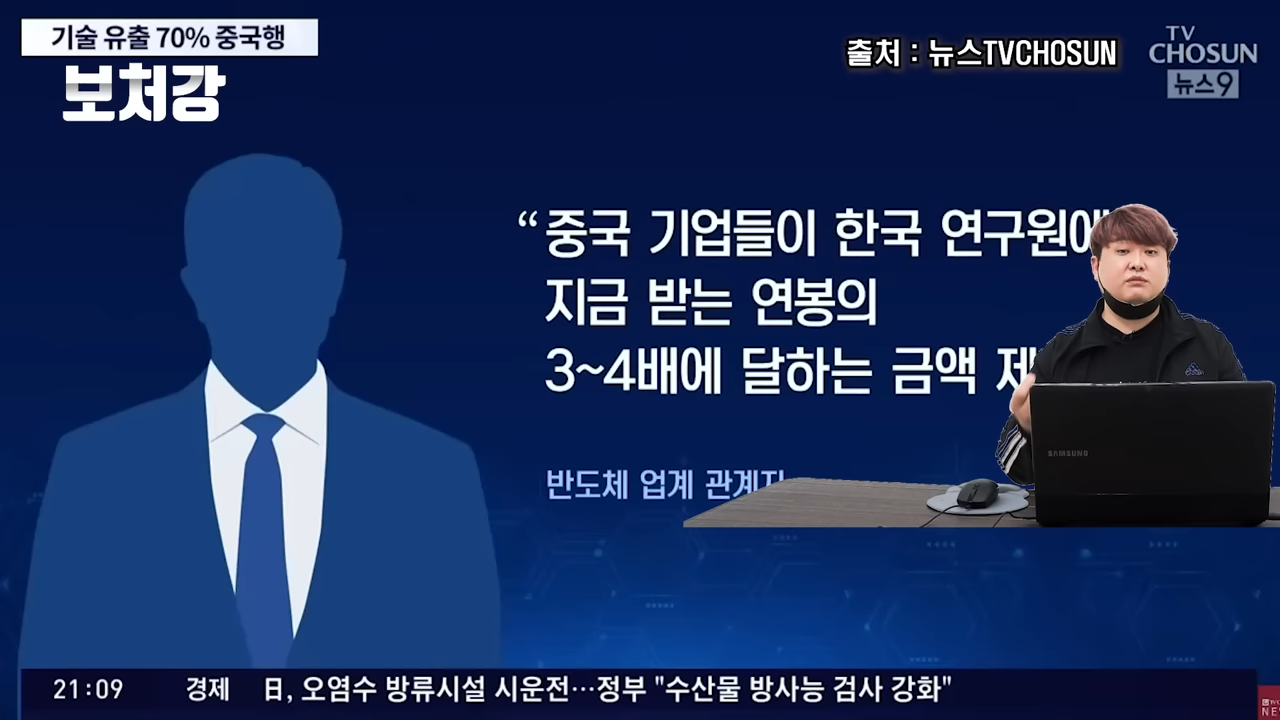 기술 유출 70% 중국행
보처강
출처 : 뉴스TVCHOSUN
TV
CHOSUN
뉴스9
“ 중국 기업들이 한국 연구원에
지금 받는 연봉의
3~4배에 달하는 금액
반도체 업계
SAMSUNG
21:09 경제 日, 오염수 방류시설 시운전…정부 "수산물 방사능 검사 강화"